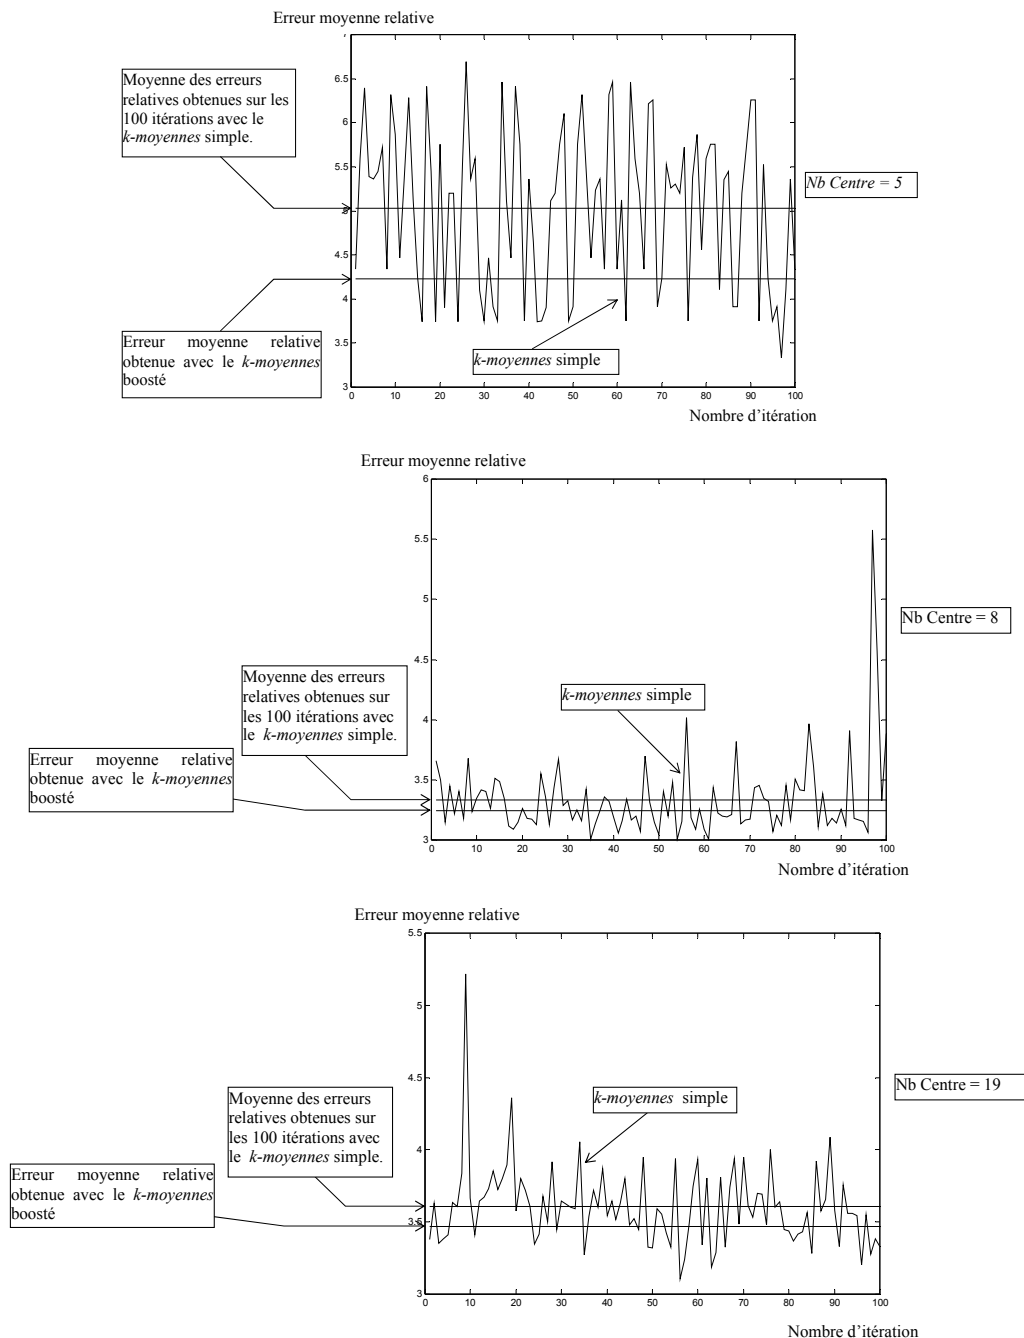 Erreur moyenne relative
7
6.5
6
5.5
5
4.5
4
3.5
3
0 10 20 30 40 50 60 70 80 90 100
Nombre d'itération
Moyenne des erreurs
relatives obtenues sur les
100 itérations avec le
k-moyennes simple.
Erreur moyenne relative
obtenue avec le k-moyennes
boosté
k-moyennes simple
Nb Centre = 5
Erreur moyenne relative
6
5.5
5
4.5
4
3.5
3
0 10 20 30 40 50 60 70 80 90 100
Nombre d'itération
Moyenne des erreurs
relatives obtenues sur
les 100 itérations avec
le k-moyennes simple.
Erreur moyenne relative
obtenue avec le k-moyennes
boosté
k-moyennes simple
Nb Centre = 8
Erreur moyenne relative
5.5
5
4.5
4
3.5
3
0 10 20 30 40 50 60 70 80 90 100
Nombre d'itération
Moyenne des erreurs
relatives obtenues sur
les 100 itérations avec
le k-moyennes simple.
Erreur moyenne relative
obtenue avec le k-moyennes
boosté
k-moyennes simple
Nb Centre = 19